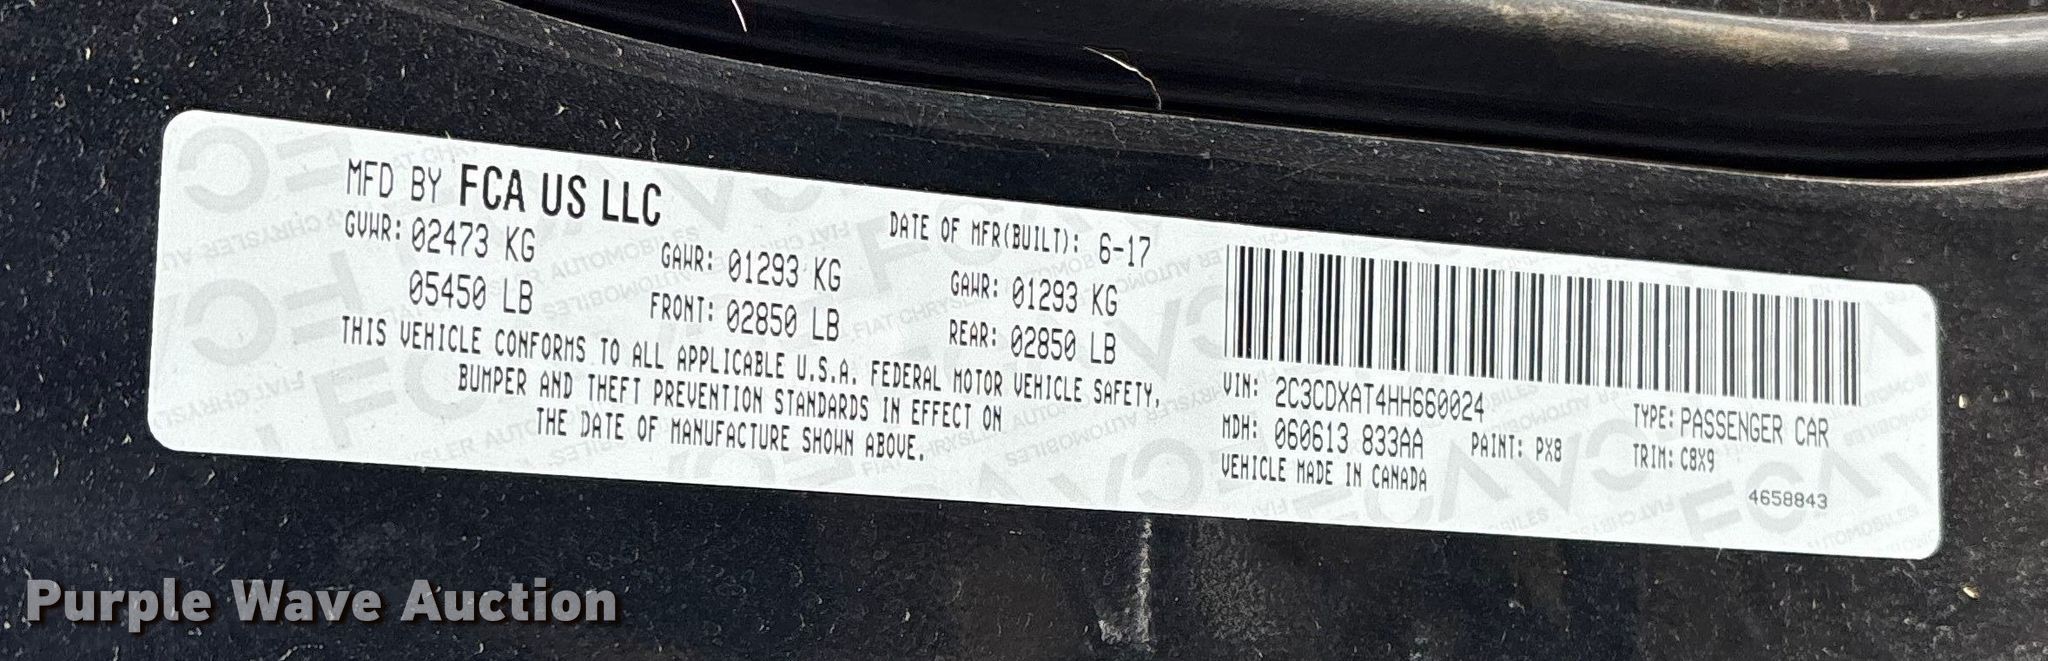 MFD BY FCA US LLC
DATE OF MFR(BUILT): 6-17
GVWR: 02473 KG
05450 LB
GAWR: 01293 KG
FRONT: 02850 LB
GAWR: 01293 KG
REAR: 02850 LB
THIS VEHICLE CONFORMS TO ALL APPLICABLE U.S.A. FEDERAL MOTOR VEHICLE SAFETY,
BUMPER AND THEFT PREVENTION STANDARDS IN EFFECT ON
THE DATE OF MANUFACTURE SHOWN ABOVE.
VIN: 2C3CDXAT4HH660024
TYPE: PASSENGER CAR
MDH: 060613 833AA
PAINT: PX8
TRIM: C8X9
VEHICLE MADE IN CANADA
4658843
Purple Wave Auction